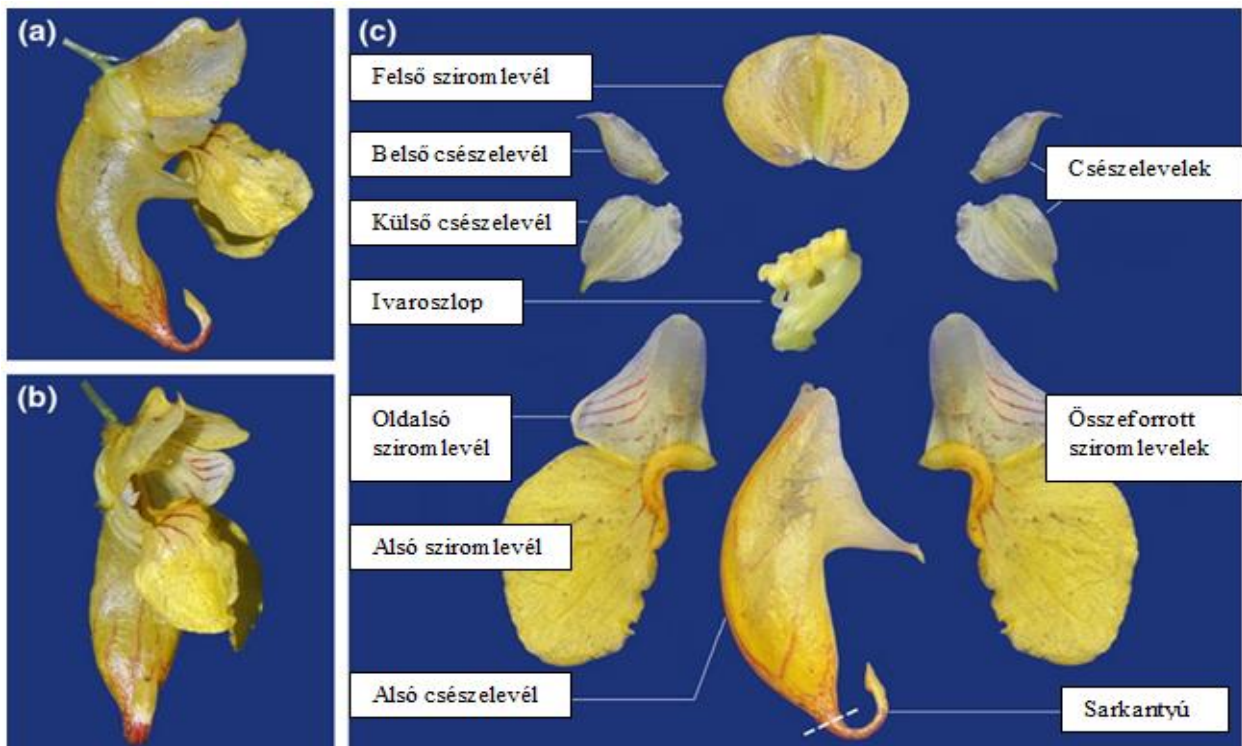 (a)
(b)
(c)
Felső sziromlevél
Belső csészelevél
Csészelevelek
Külső csészelevél
Ivaroszlop
Oldalsó
sziromlevél
Összeforrott
sziromlevelek
Alsó sziromlevél
Alsó csészelevél
Sarkantyú